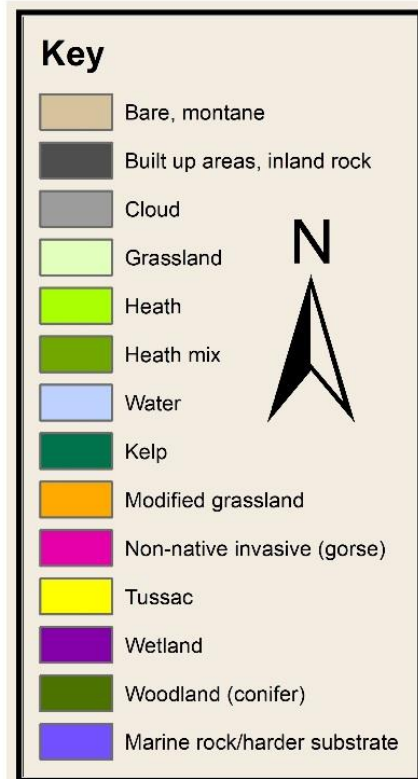 Key
Bare, montane
Built up areas, inland rock
Cloud
N
Grassland
Heath
Heath mix
Water
Kelp
Modified grassland
Non-native invasive (gorse)
Tussac
Wetland
Woodland (conifer)
Marine rock/harder substrate